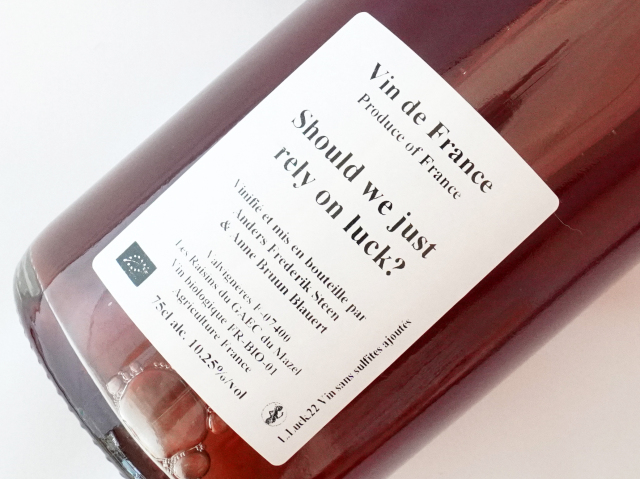 Vin de France
Produce of France
Should we just
rely on luck?
Vinifié et mis en bouteille par
Anders Frederik Steen
& Anne Bruun Blauert
Valvignères F-07400
Les Raisins du GAEC du Mazel
Vin biologique FR-BIO-01
Agriculture France
75cl alc. 10,25%/vol
L.Luck.22 Vin sans sulfites ajoutés